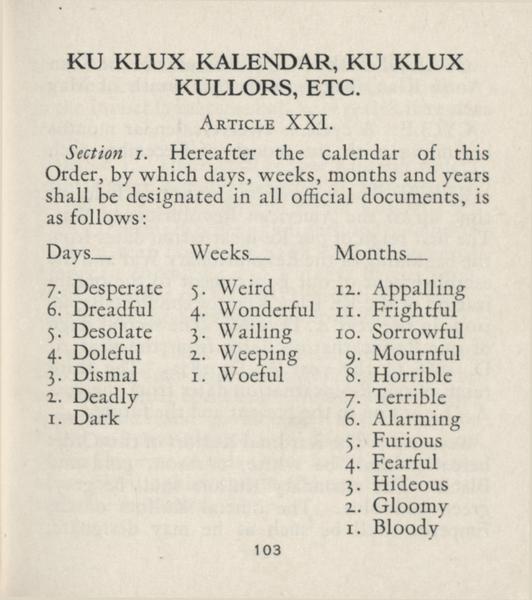 KU KLUX KALENDAR, KU KLUX
KULLORS, ETC.
ARTICLE XXI.
Section 1. Hereafter the calendar of this
Order, by which days, weeks, months and years
shall be designated in all official documents, is
as follows:
Days— Weeks— Months—
7. Desperate 5. Weird 12. Appalling
6. Dreadful 4. Wonderful 11. Frightful
5. Desolate 3. Wailing 10. Sorrowful
4. Doleful 2. Weeping 9. Mournful
3. Dismal 1. Woeful 8. Horrible
2. Deadly 7. Terrible
1. Dark 6. Alarming
5. Furious
4. Fearful
3. Hideous
2. Gloomy
1. Bloody
103